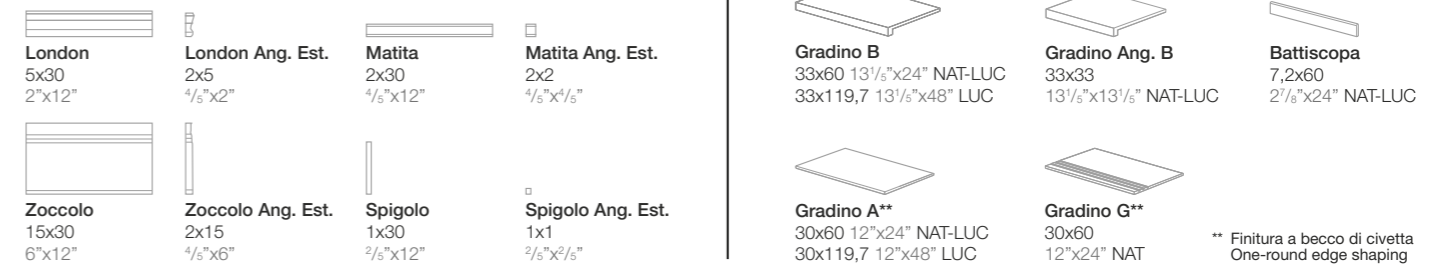 London
5x30
2”x12”
London Ang. Est.
2x5
4/5”x2”
Matita
2x30
4/5”x12”
Matita Ang. Est.
2x2
4/5”x4/5”
Zoccolo
15x30
6”x12”
Zoccolo Ang. Est.
2x15
4/5”x6”
Spigolo
1x30
2/5”x12”
Spigolo Ang. Est.
1x1
2/5”x2/5”
Gradino B
33x60 13 1/5”x24” NAT-LUC
33x119,7 13 1/5”x48” LUC
Gradino Ang. B
33x33
13 1/5”x13 1/5” NAT-LUC
Battiscopa
7,2x60
2 7/8”x24” NAT-LUC
Gradino A**
30x60 12”x24” NAT-LUC
30x119,7 12”x48” LUC
Gradino G**
30x60
12”x24” NAT
** Finitura a becco di civetta
One-round edge shaping